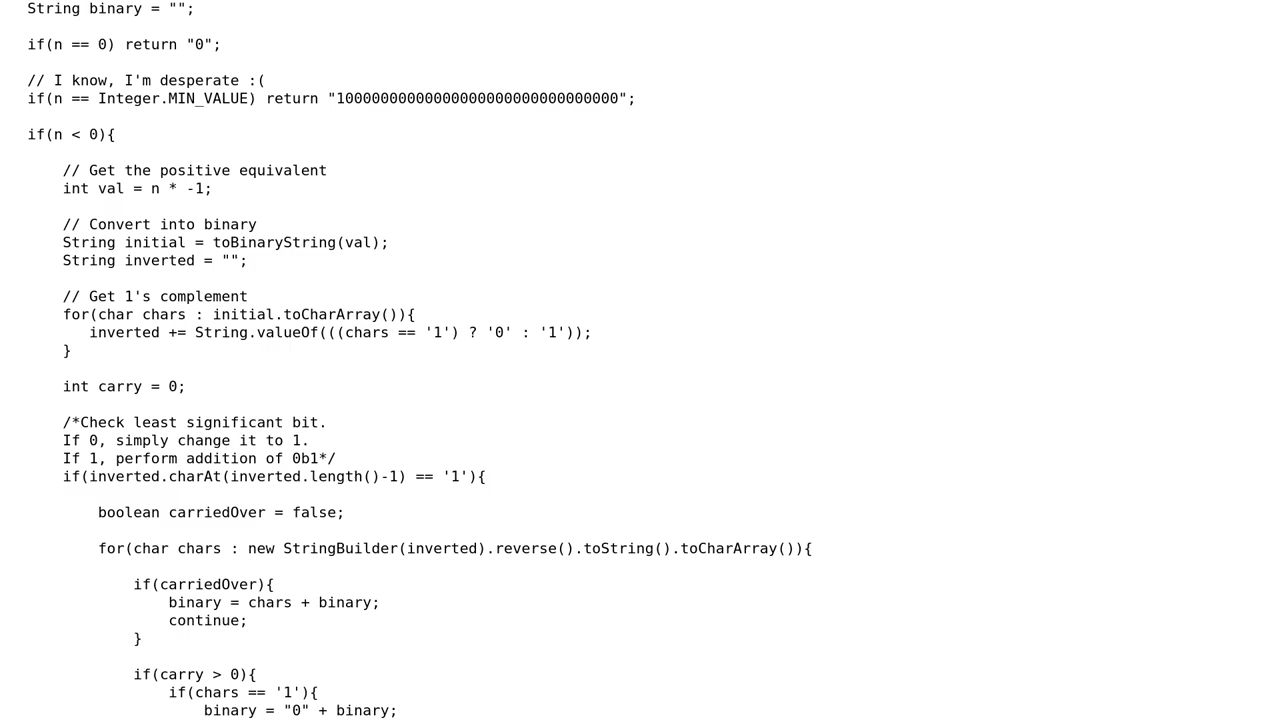 String binary = "";
if(n == 0) return "0";
// I know, I'm desperate :(
if(n == Integer.MIN_VALUE) return "10000000000000000000000000000000";
if(n < 0){
// Get the positive equivalent
int val = n * -1;
// Convert into binary
String initial = toBinaryString(val);
String inverted = "";
// Get 1's complement
for(char chars : initial.toCharArray()){
inverted += String.valueOf(((chars == '1') ? '0' : '1'));
}
int carry = 0;
/*Check least significant bit.
If 0, simply change it to 1.
If 1, perform addition of 0b1*/
if(inverted.charAt(inverted.length()-1) == '1'){
boolean carriedOver = false;
for(char chars : new StringBuilder(inverted).reverse().toString().toCharArray()){
if(carriedOver){
binary = chars + binary;
continue;
}
if(carry > 0){
if(chars == '1'){
binary = "0" + binary;